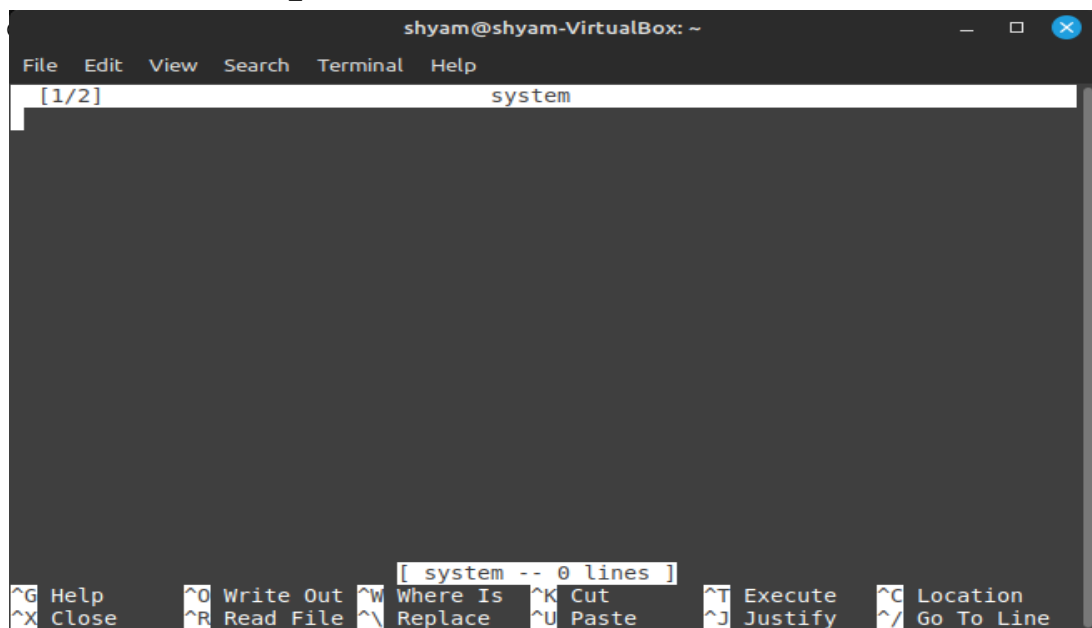 shyam@shyam-VirtualBox: ~
File Edit View Search Terminal Help
[1/2] system
[ system -- 0 lines ]
^G Help ^O Write Out ^W Where Is ^K Cut ^T Execute ^C Location
^X Close ^R Read File ^\ Replace ^U Paste ^J Justify ^/ Go To Line